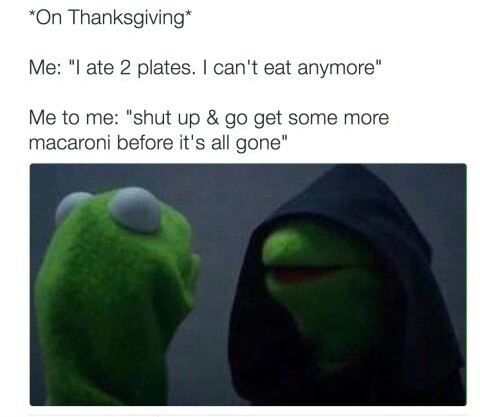 *On Thanksgiving*
Me: "I ate 2 plates. I can't eat anymore"
Me to me: "shut up & go get some more
macaroni before it's all gone"